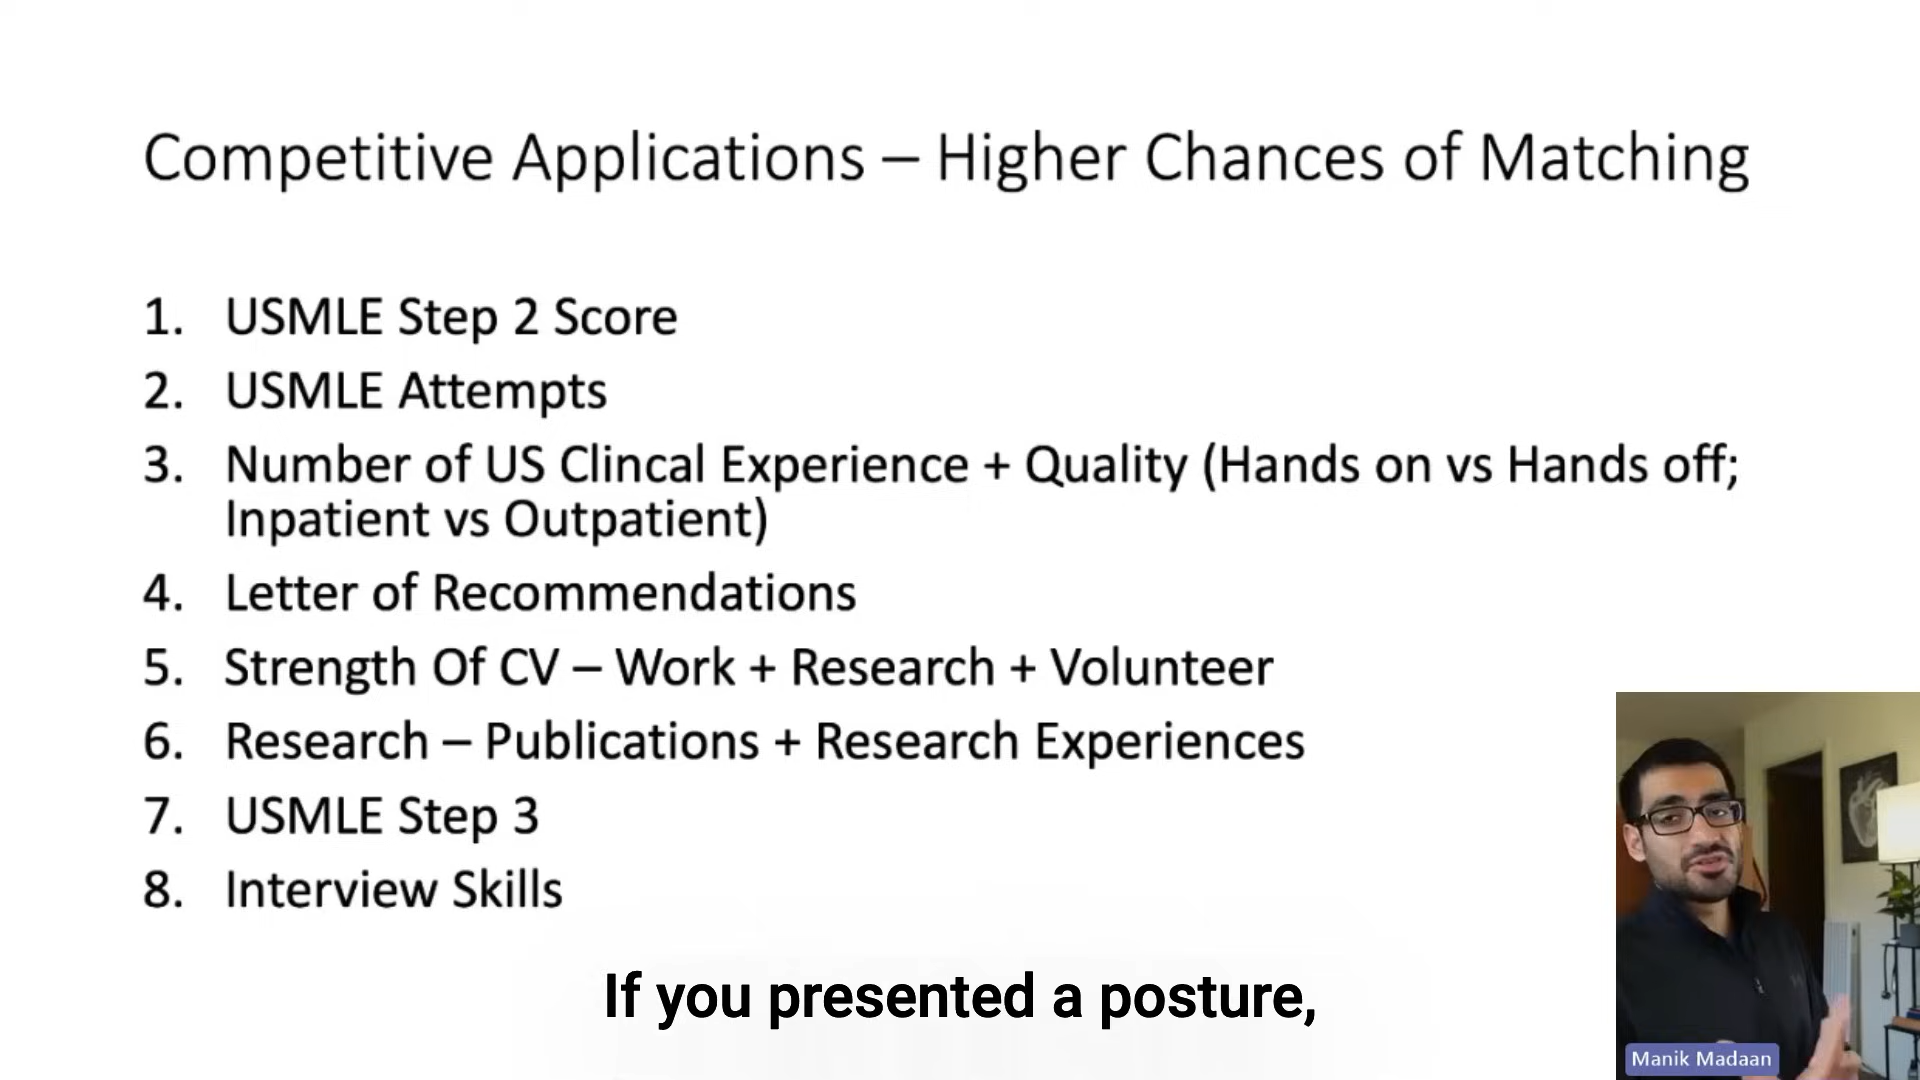 Competitive Applications – Higher Chances of Matching
1. USMLE Step 2 Score
2. USMLE Attempts
3. Number of US Clincal Experience + Quality (Hands on vs Hands off;
Inpatient vs Outpatient)
4. Letter of Recommendations
5. Strength Of CV – Work + Research + Volunteer
6. Research – Publications + Research Experiences
7. USMLE Step 3
8. Interview Skills
If you presented a posture,
Manik Madaan